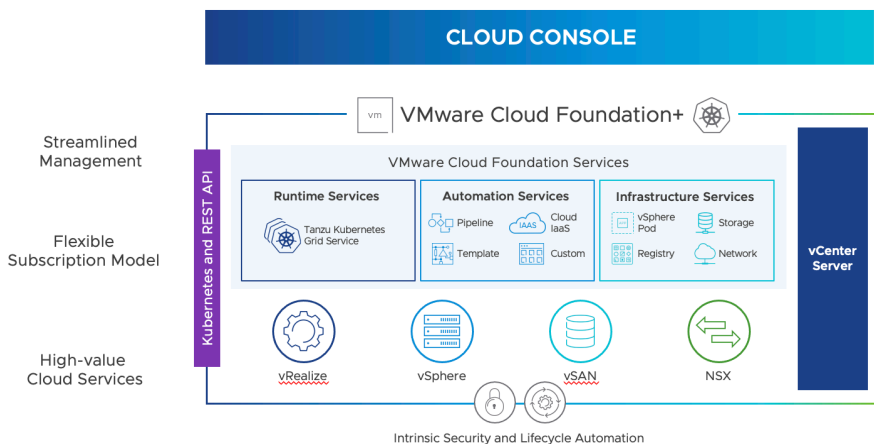 CLOUD CONSOLE
vm
VMware Cloud Foundation+
Streamlined
Management
Flexible
Subscription Model
High-value
Cloud Services
Kubernetes and REST API
VMware Cloud Foundation Services
Runtime Services
Tanzu Kubernetes
Grid Service
Automation Services
Pipeline
IAAS
Cloud
IaaS
Template
Custom
Infrastructure Services
vm
vSphere
Pod
Storage
Registry
Network
vCenter
Server
vRealize
vSphere
vSAN
NSX
Intrinsic Security and Lifecycle Automation